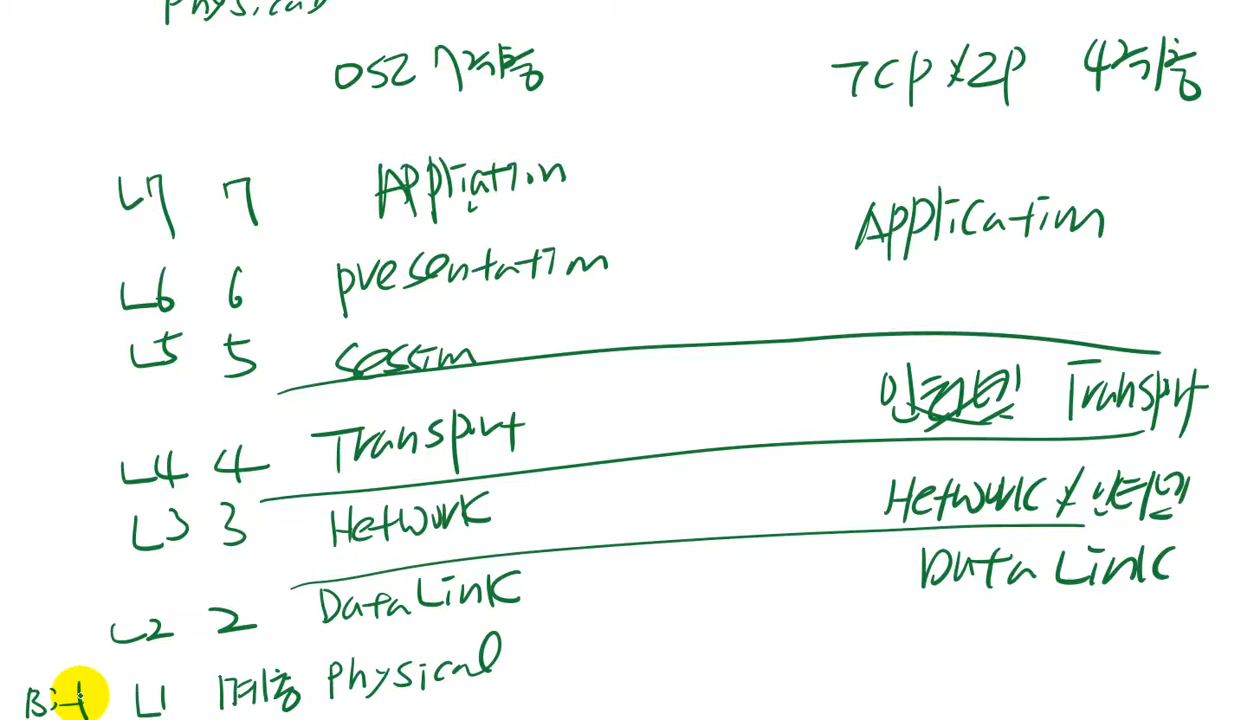 Physical
OSI 7계층 TCP/IP 4계층
L7 7 Application Application
L6 6 presentation
L5 5 session
인터넷 Transport
L4 4 Transport
L3 3 Network Network / 인터넷
L2 2 Data Link Data Link
L1 1계층 Physical